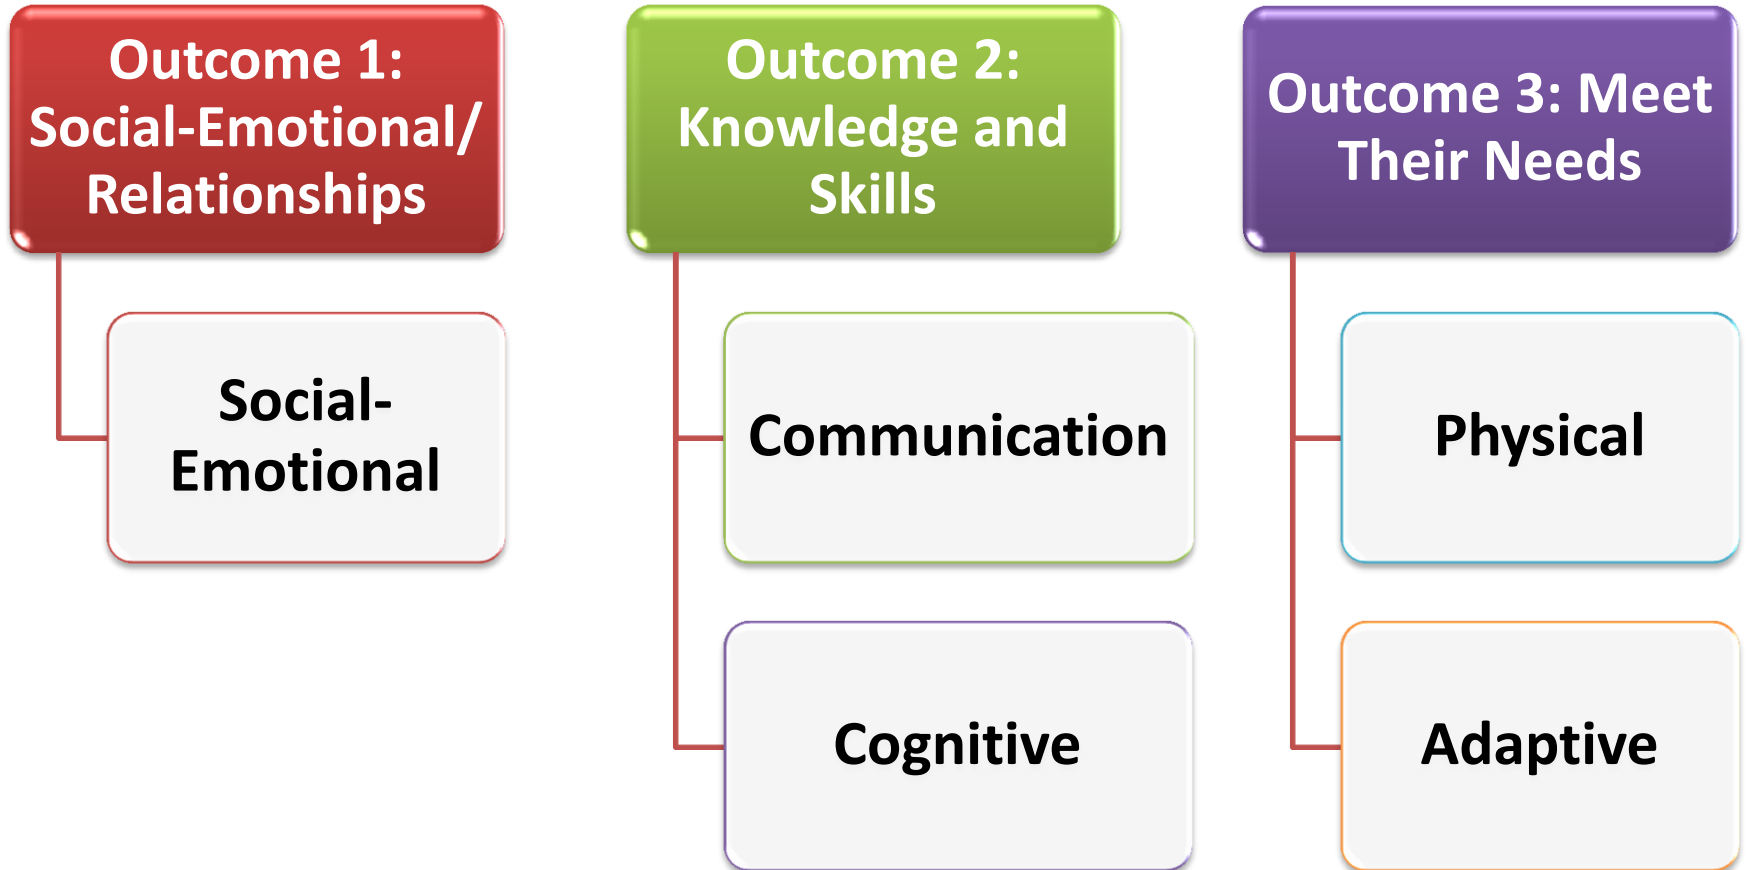 Outcome 1:
Social-Emotional/
Relationships
Social-
Emotional
Outcome 2:
Knowledge and
Skills
Communication
Cognitive
Outcome 3: Meet
Their Needs
Physical
Adaptive